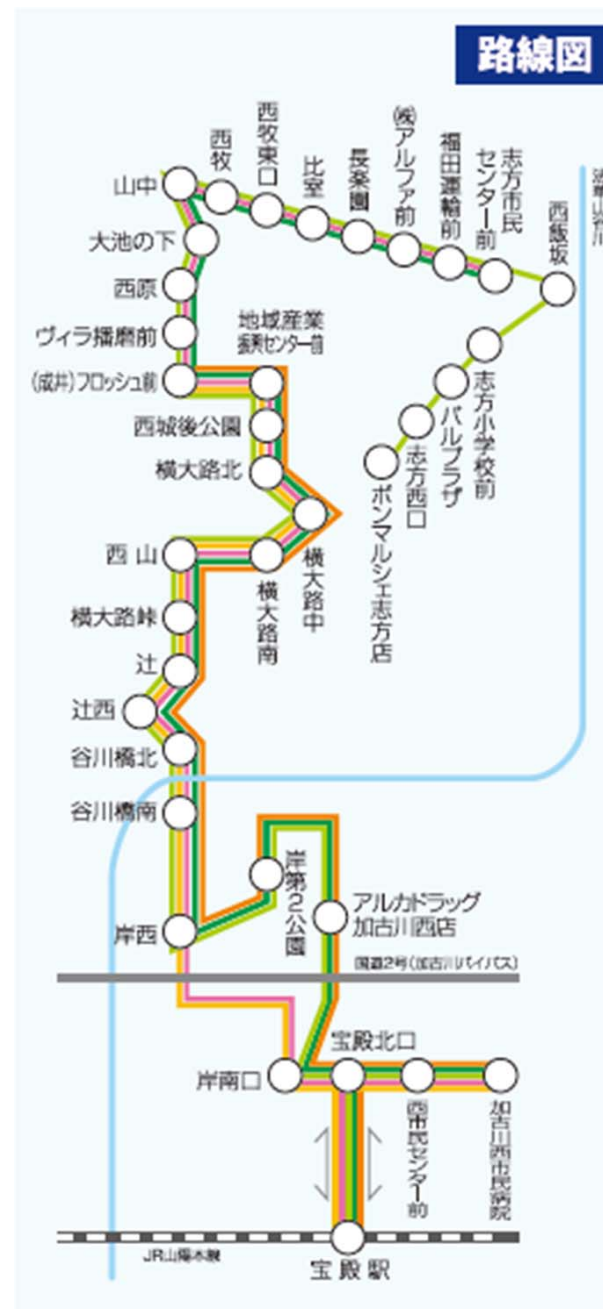 路線図
山中
西牧
西牧東口
比室
長楽園
㈱アルファ前
福田運輸前
志方市民
センター前
西飯坂
法華山谷川
大池の下
西原
ヴィラ播磨前
(成井)フロッシュ前
地域産業
振興センター前
西城後公園
横大路北
横大路中
横大路南
西山
横大路峠
辻
辻西
谷川橋北
谷川橋南
岸西
志方小学校前
パルプラザ
志方西口
ボンマルシェ志方店
岸第2公園
アルカドラッグ
加古川西店
国道2号(加古川バイパス)
宝殿北口
岸南口
西市民センター前
加古川西市民病院
JR山陽本線
宝殿駅